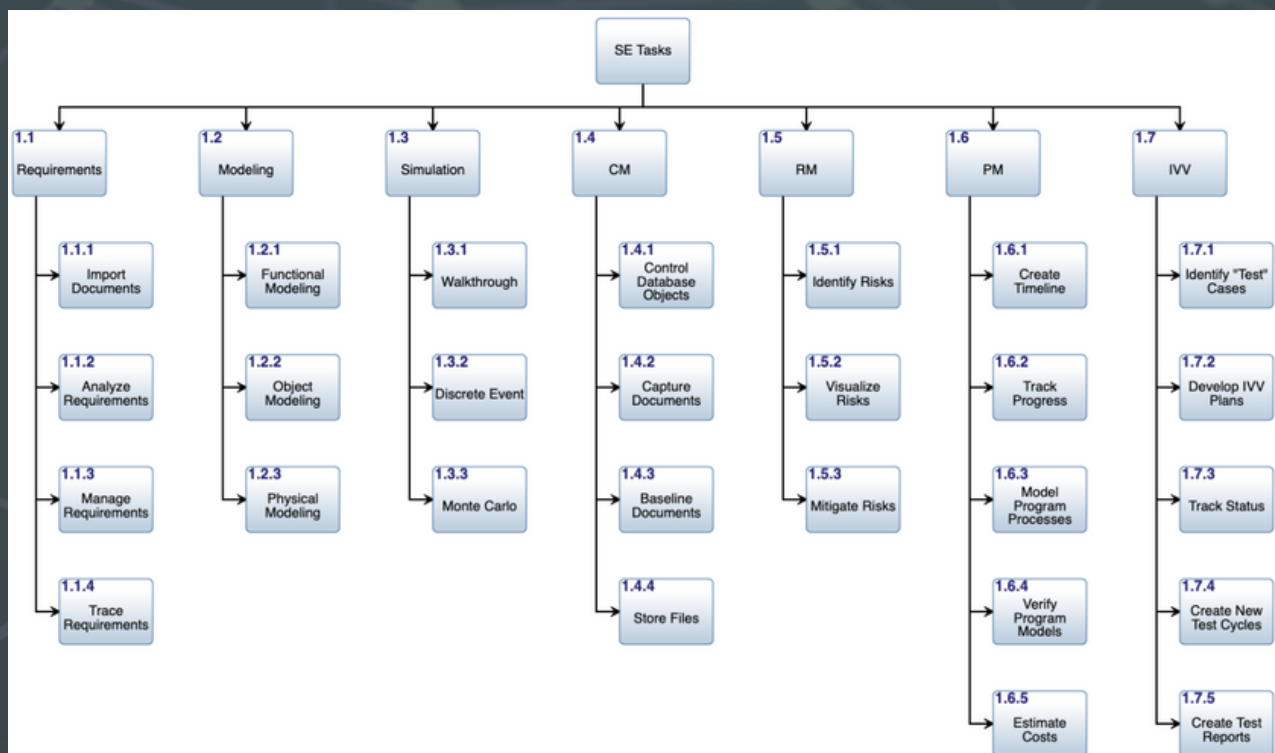 SE Tasks
1.1
Requirements
1.2
Modeling
1.3
Simulation
1.4
CM
1.5
RM
1.6
PM
1.7
IVV
1.1.1
Import
Documents
1.2.1
Functional
Modeling
1.3.1
Walkthrough
1.4.1
Control
Database
Objects
1.5.1
Identify Risks
1.6.1
Create
Timeline
1.7.1
Identify "Test"
Cases
1.1.2
Analyze
Requirements
1.2.2
Object
Modeling
1.3.2
Discrete Event
1.4.2
Capture
Documents
1.5.2
Visualize
Risks
1.6.2
Track
Progress
1.7.2
Develop IVV
Plans
1.1.3
Manage
Requirements
1.2.3
Physical
Modeling
1.3.3
Monte Carlo
1.4.3
Baseline
Documents
1.5.3
Mitigate Risks
1.6.3
Model
Program
Processes
1.7.3
Track Status
1.1.4
Trace
Requirements
1.4.4
Store Files
1.6.4
Verify
Program
Models
1.7.4
Create New
Test Cycles
1.6.5
Estimate
Costs
1.7.5
Create Test
Reports